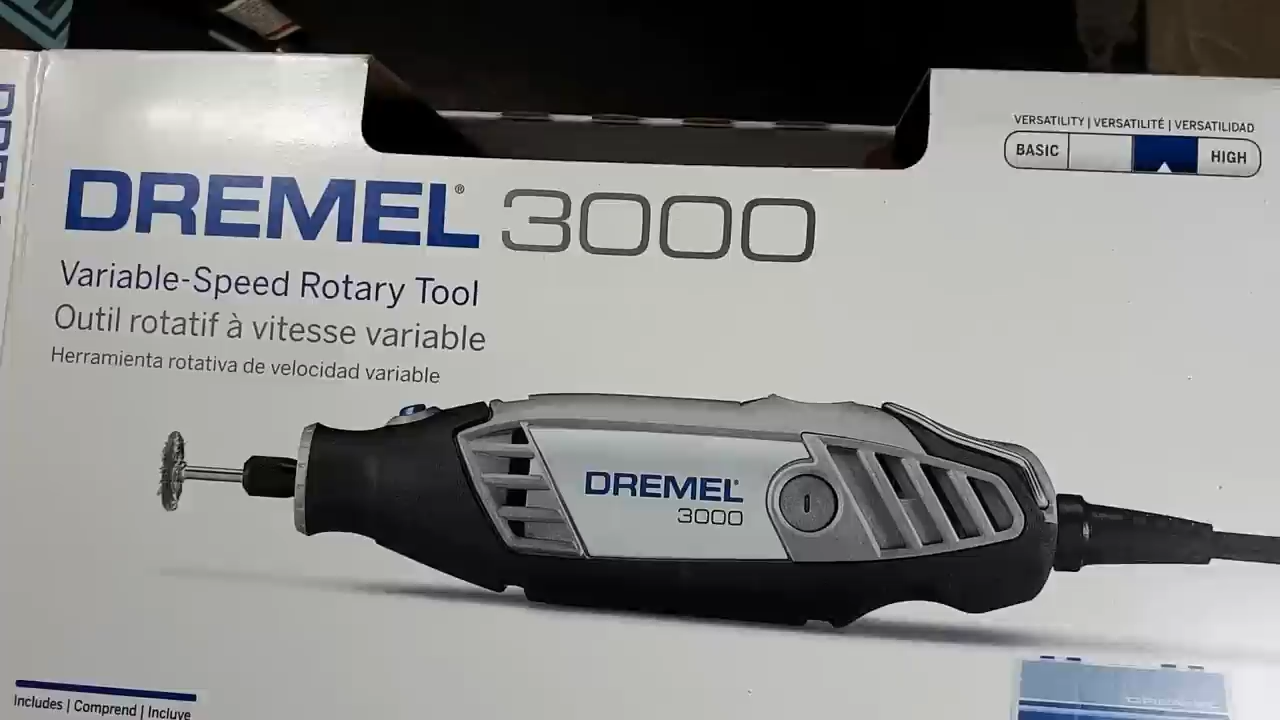 VERSATILITY | VERSATILITÉ | VERSATILIDAD
BASIC HIGH
DREMEL® 3000
Variable-Speed Rotary Tool
Outil rotatif à vitesse variable
Herramienta rotativa de velocidad variable
DREMEL®
3000
Includes | Comprend | Incluye
DREMEL